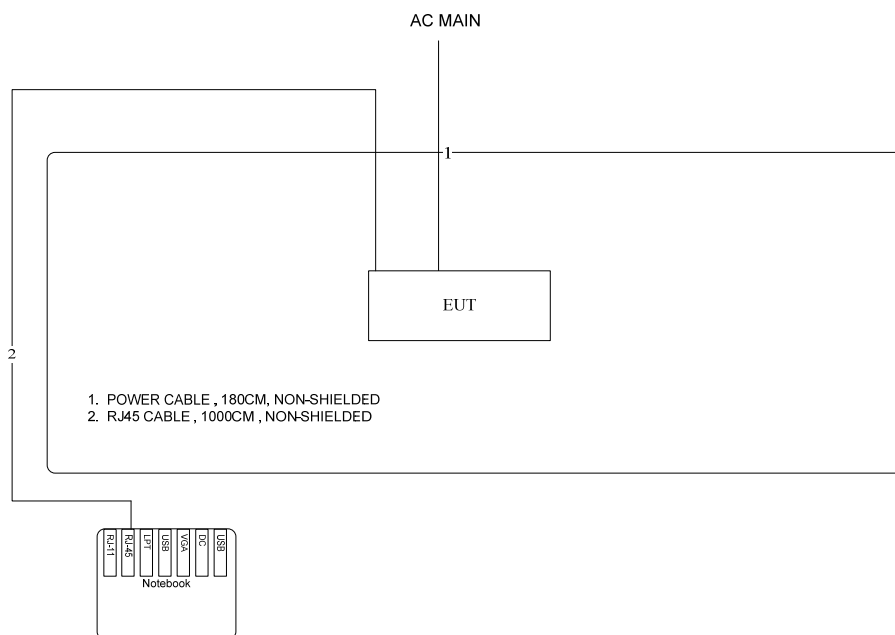 AC MAIN
1
EUT
2
1. POWER CABLE , 180CM, NON-SHIELDED
2. RJ45 CABLE , 1000CM , NON-SHIELDED
RJ-11
RJ-45
LPT
USB
VGA
DC
USB
Notebook